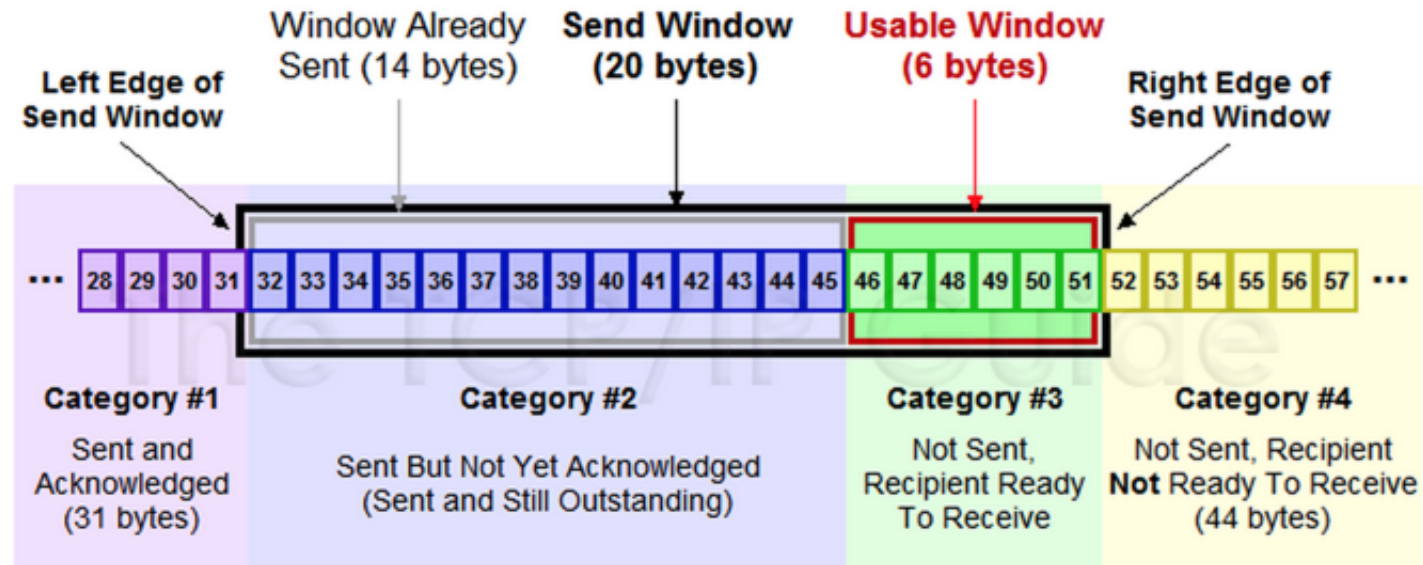 Window Already
Sent (14 bytes)
Send Window
(20 bytes)
Usable Window
(6 bytes)
Left Edge of
Send Window
Right Edge of
Send Window
... 28 29 30 31 32 33 34 35 36 37 38 39 40 41 42 43 44 45 46 47 48 49 50 51 52 53 54 55 56 57 ...
The TCP/IP Guide
Category #1
Sent and
Acknowledged
(31 bytes)
Category #2
Sent But Not Yet Acknowledged
(Sent and Still Outstanding)
Category #3
Not Sent,
Recipient Ready
To Receive
Category #4
Not Sent, Recipient
Not Ready To Receive
(44 bytes)